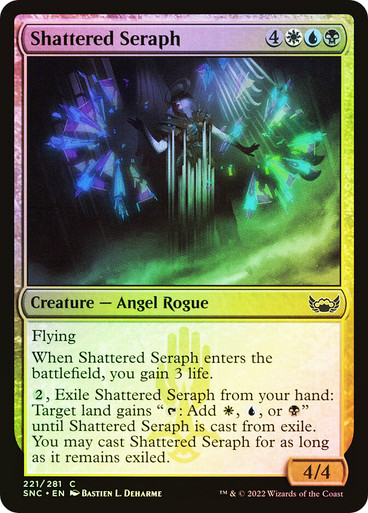 Shattered Seraph 4
Creature — Angel Rogue
Flying
When Shattered Seraph enters the
battlefield, you gain 3 life.
2, Exile Shattered Seraph from your hand:
Target land gains “: Add , , or ”
until Shattered Seraph is cast from exile.
You may cast Shattered Seraph for as long
as it remains exiled.
4/4
221/281 C
SNC • EN Bastien L. Deharme
™ & © 2022 Wizards of the Coast